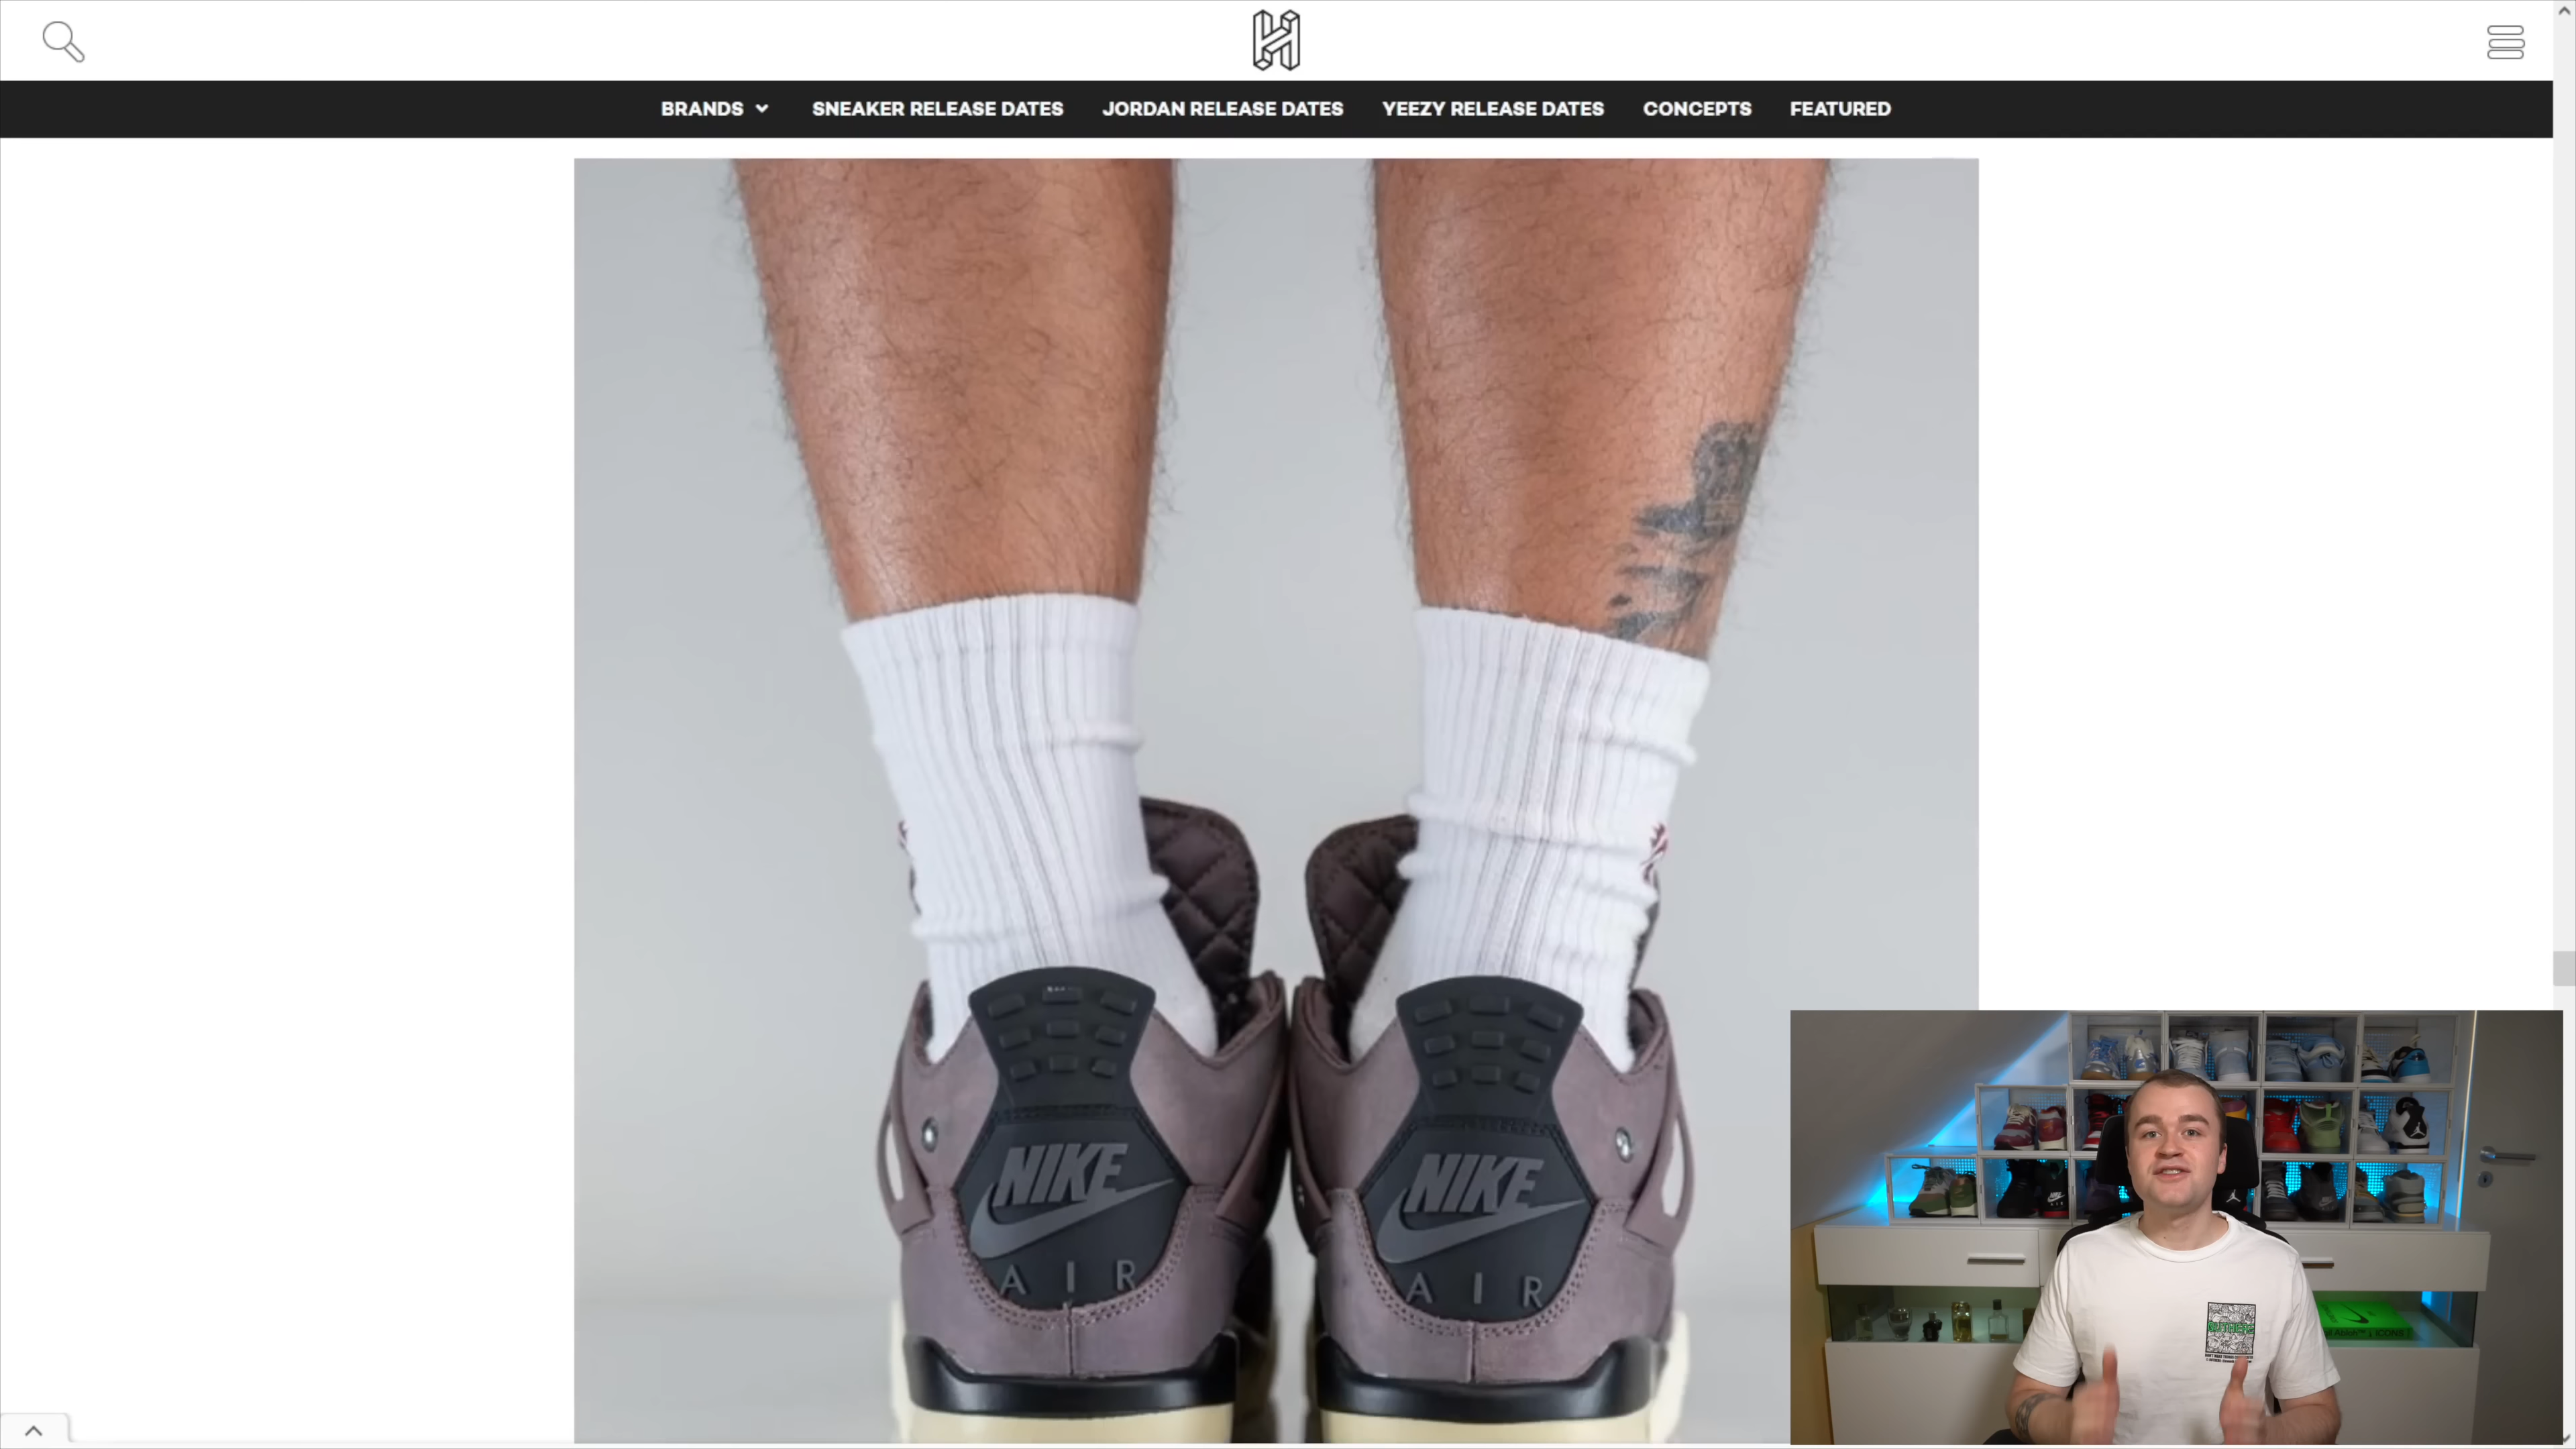 BRANDS
SNEAKER RELEASE DATES
JORDAN RELEASE DATES
YEEZY RELEASE DATES
CONCEPTS
FEATURED
NIKE
AIR
NIKE
AIR